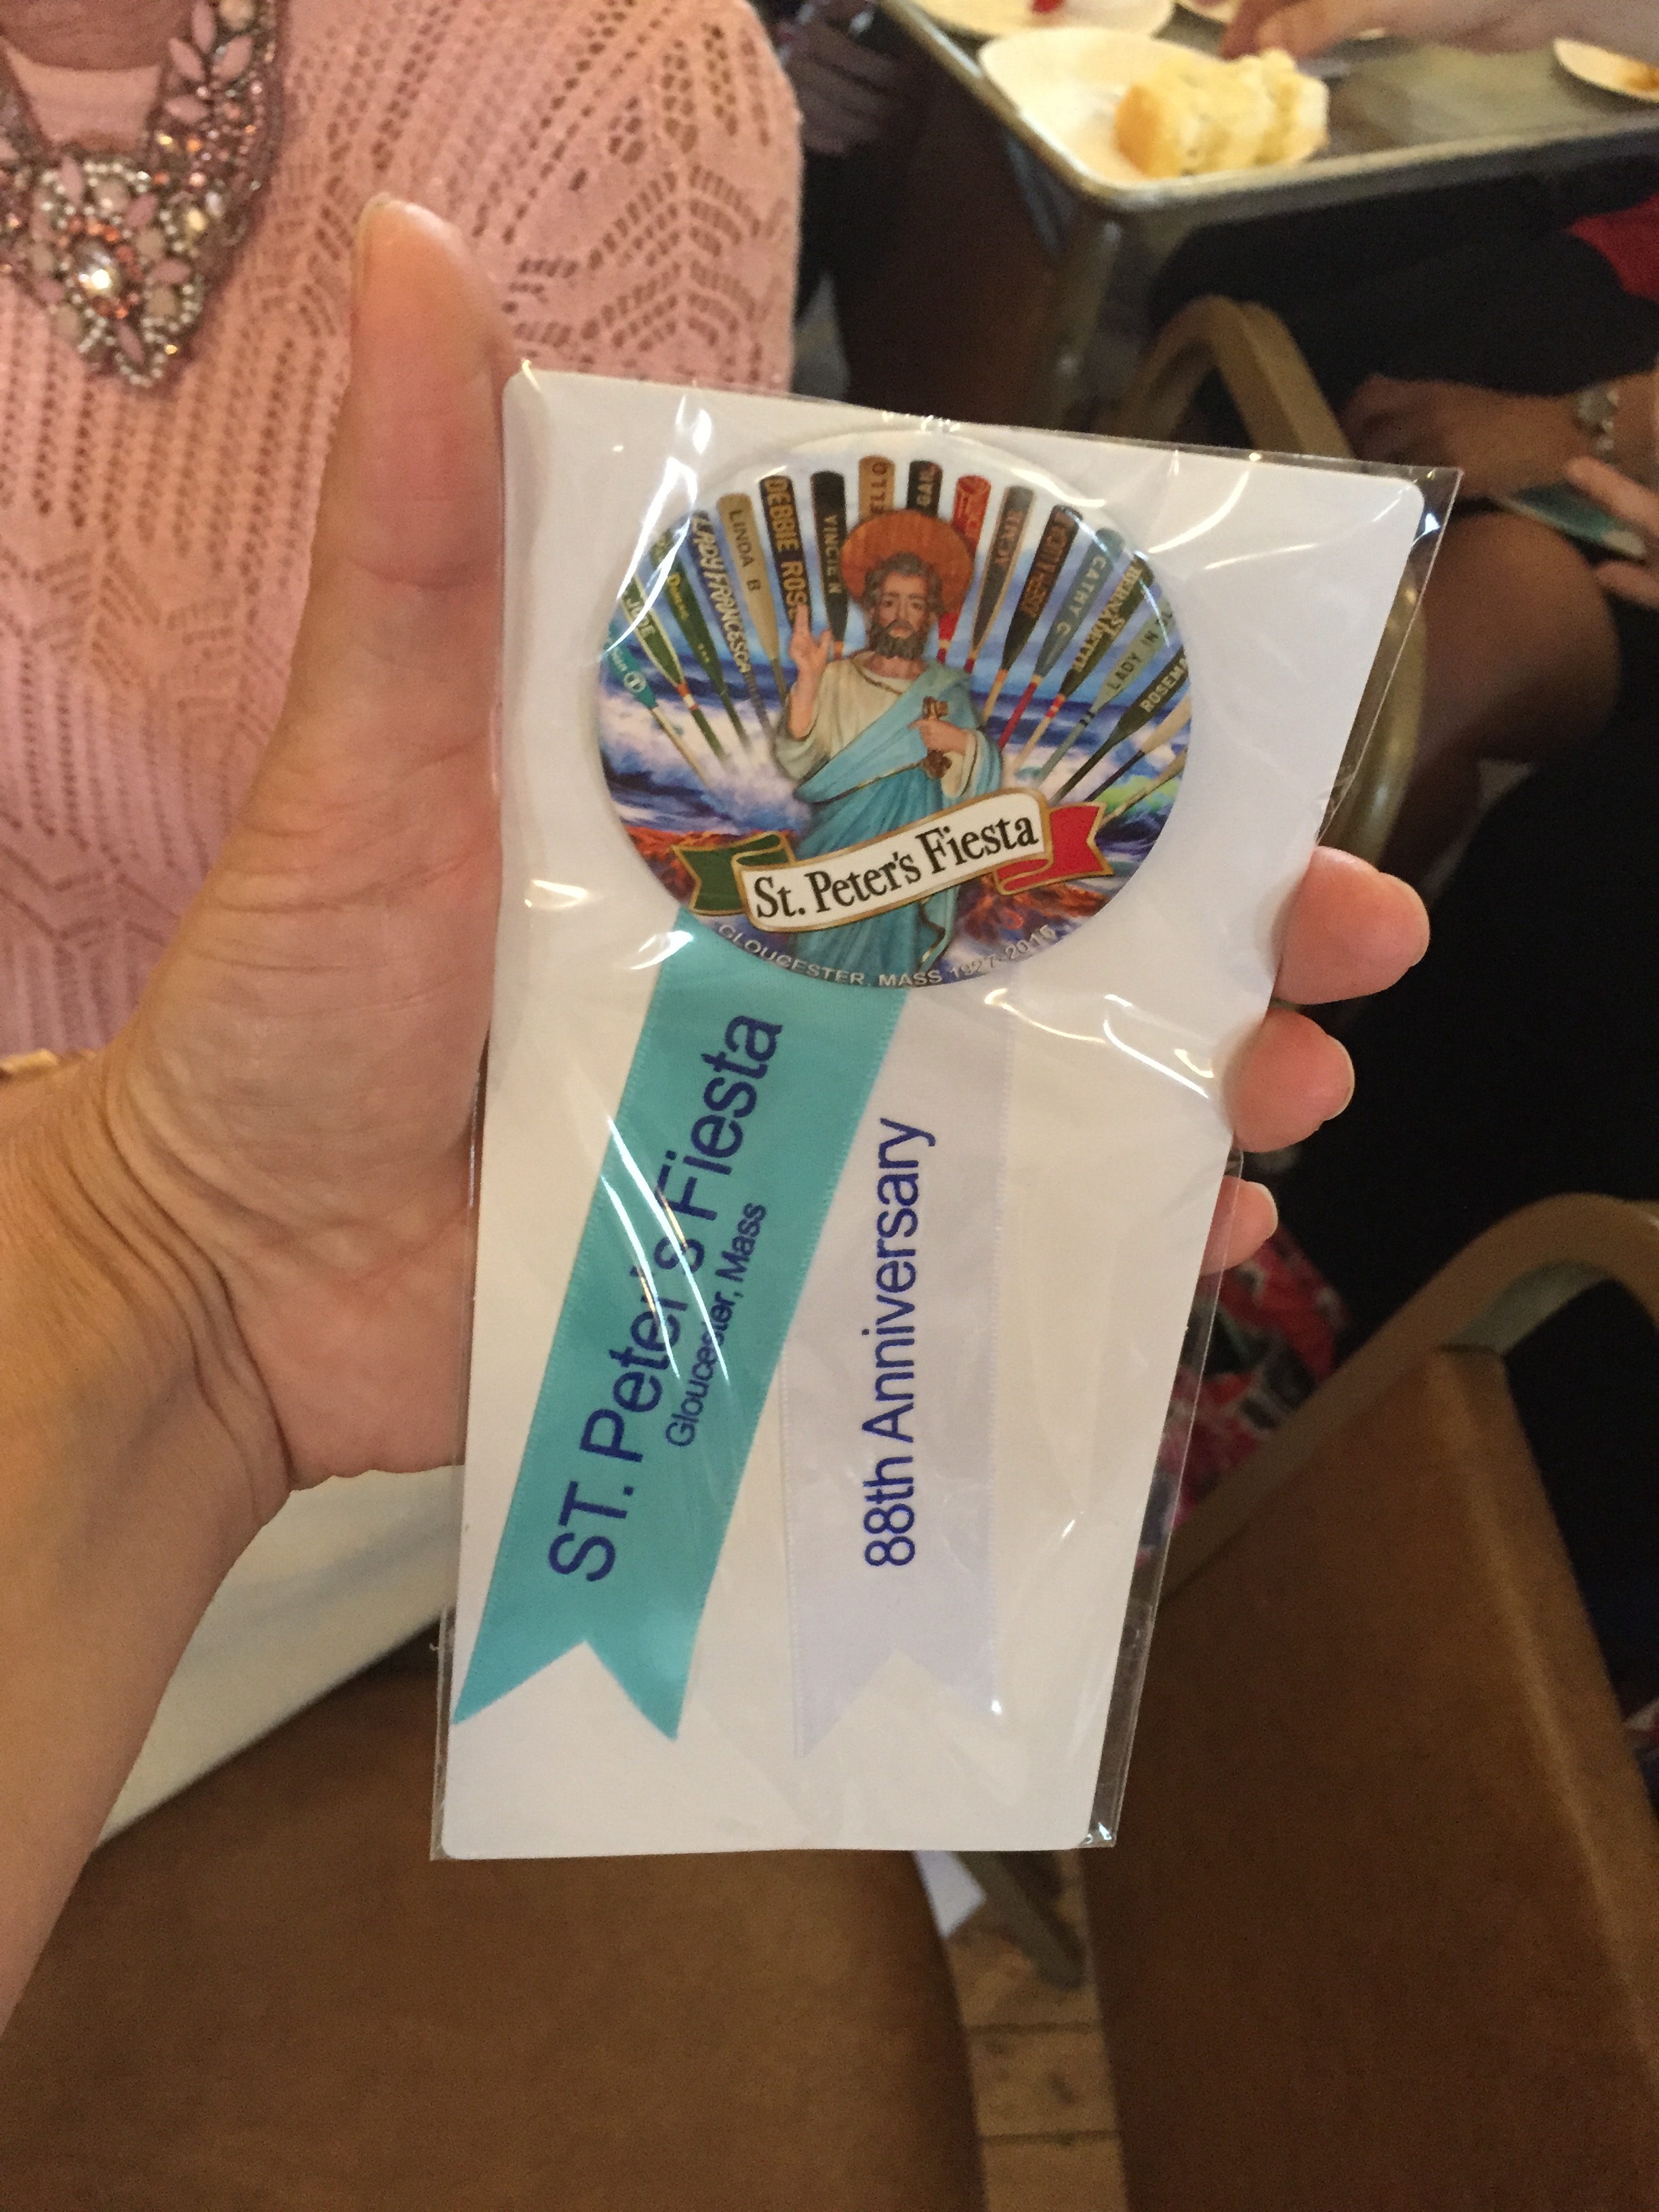 JUDE
LADY FRANCESCA
LINDA B
DEBBIE ROSE
VINCIE N
CATHY C
LADY IN
St. Peter's Fiesta
GLOUCESTER, MASS 1927-2015
ST. Peter's Fiesta
Gloucester, Mass
88th Anniversary